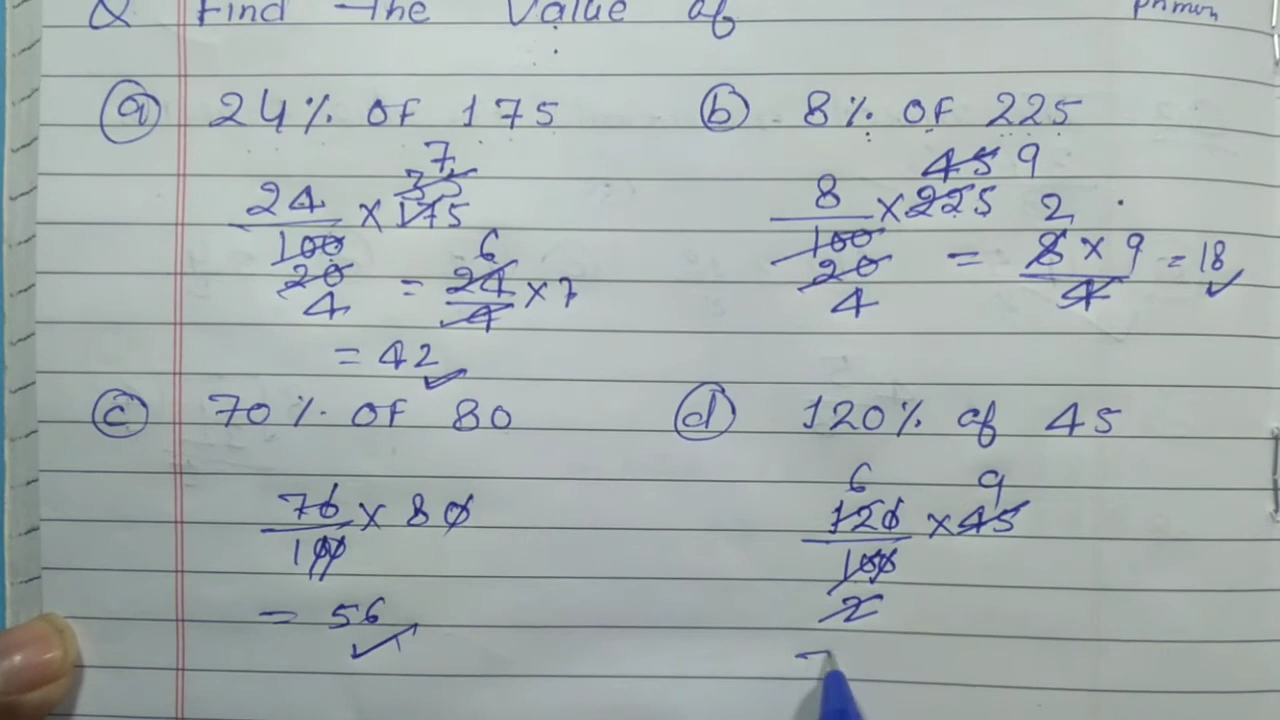 Q Find The Value of
ⓐ 24% OF 175
7
35
24/100 × 175
20
4
6
= 24/4 × 7
= 42 ✓
ⓑ 8% OF 225
45 9
8/100 × 225
20
4
2
= 8 × 9/4 = 18 ✓
ⓒ 70% OF 80
70/100 × 80
= 56 ✓
ⓓ 120% of 45
6 9
120/100 × 45
2